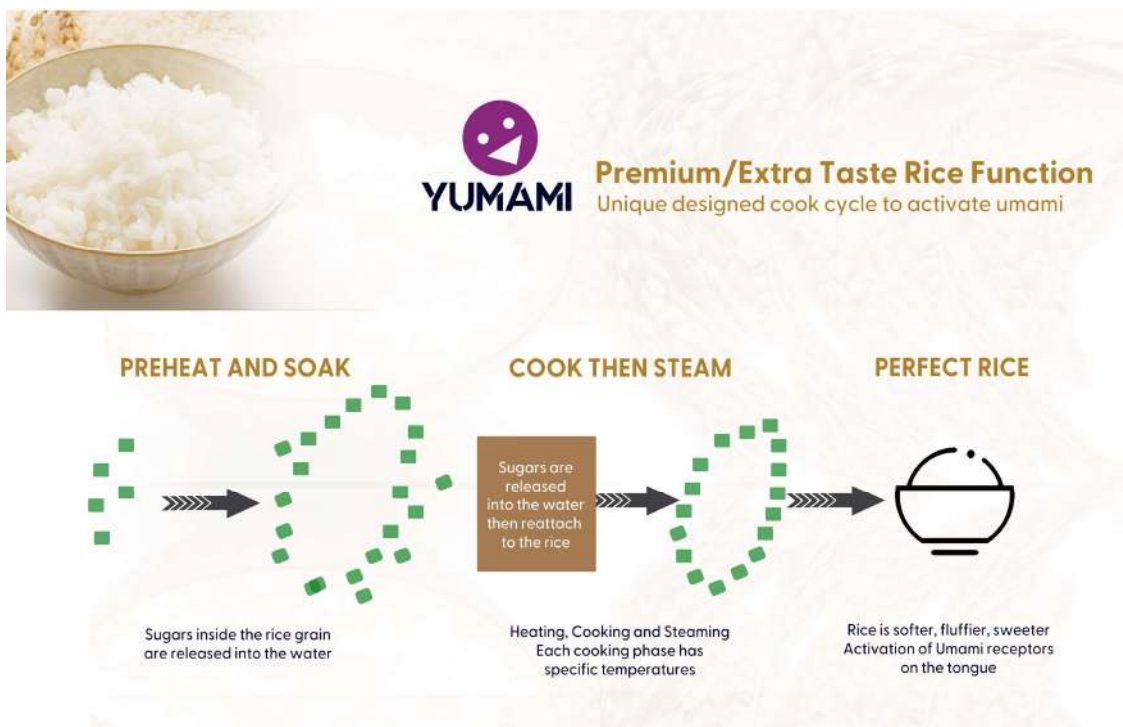 YUMAMI
Premium/Extra Taste Rice Function
Unique designed cook cycle to activate umami
PREHEAT AND SOAK
Sugars inside the rice grain
are released into the water
COOK THEN STEAM
Sugars are
released
into the water
then reattach
to the rice
Heating, Cooking and Steaming
Each cooking phase has
specific temperatures
PERFECT RICE
Rice is softer, fluffier, sweeter
Activation of Umami receptors
on the tongue